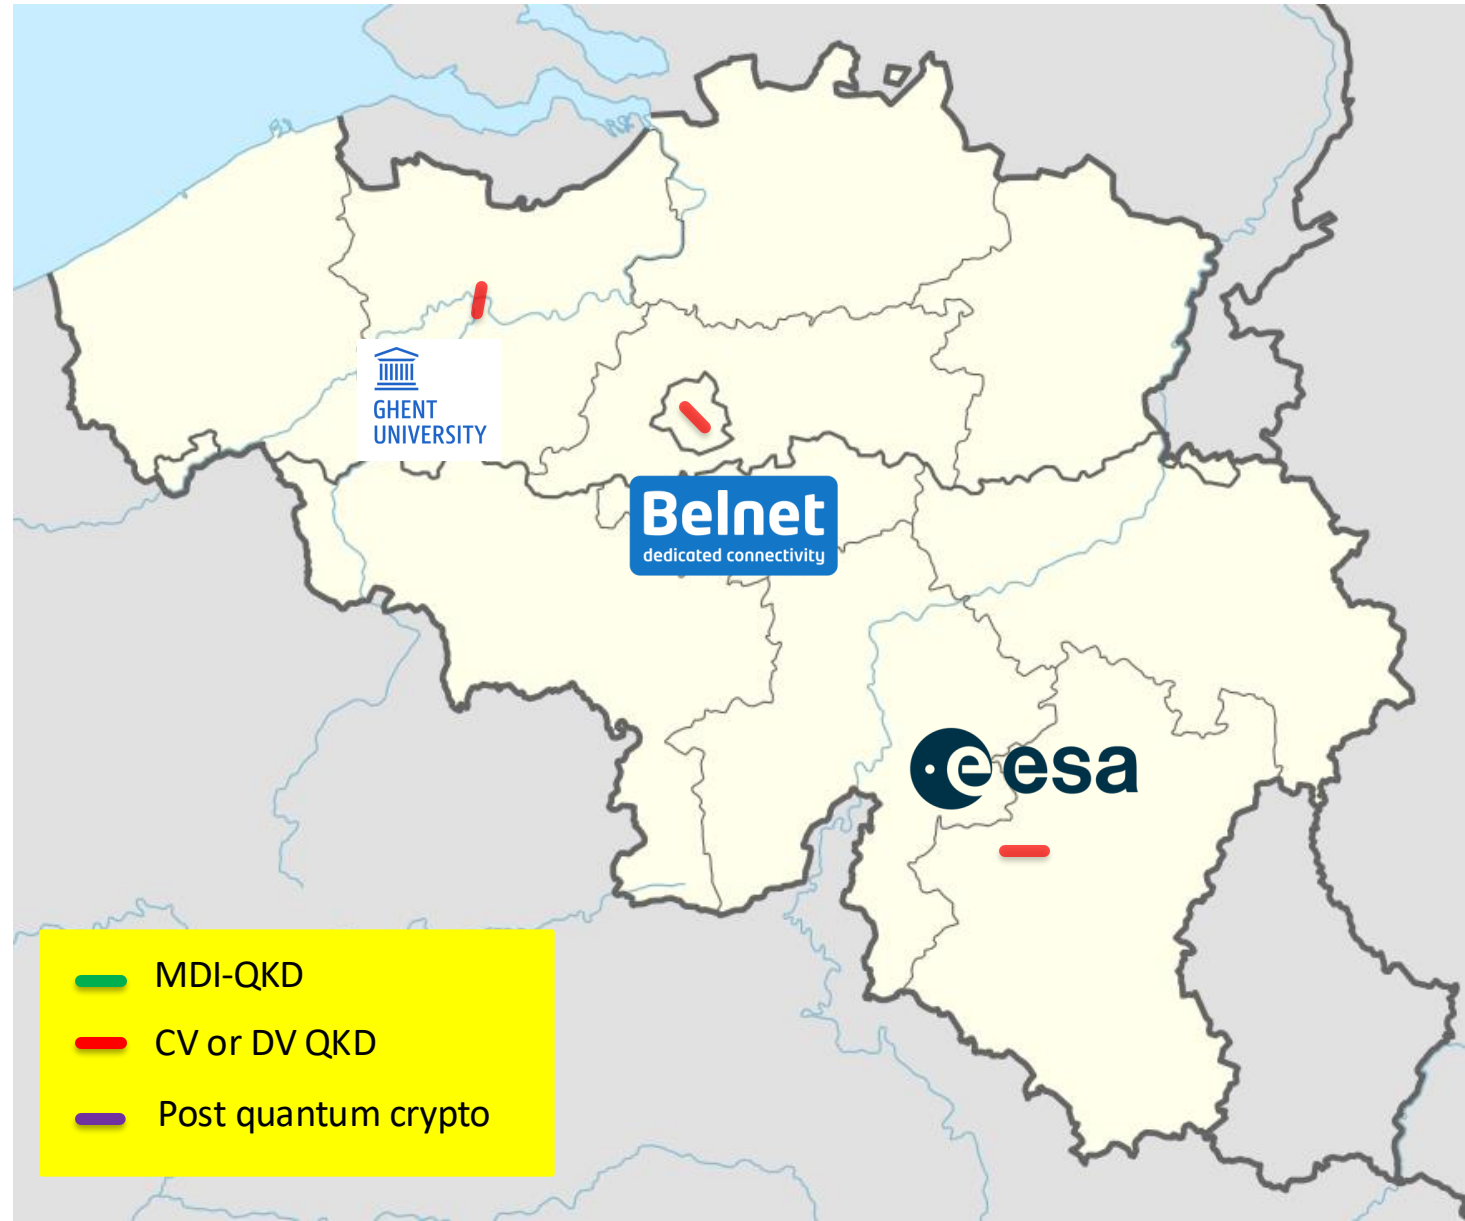 GHENT
UNIVERSITY
Belnet
dedicated connectivity
esa
MDI-QKD
CV or DV QKD
Post quantum crypto